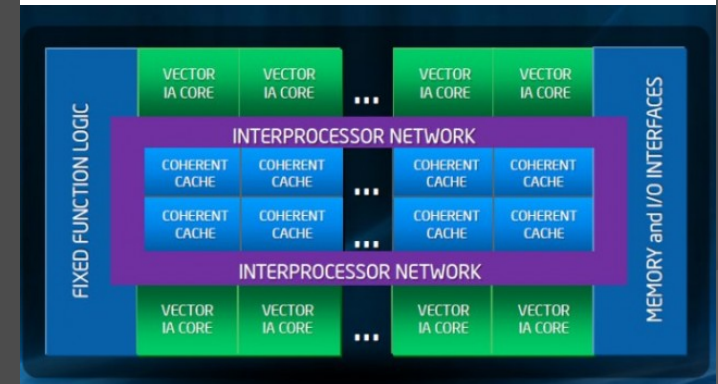 FIXED FUNCTION LOGIC
VECTOR
IA CORE
VECTOR
IA CORE
...
VECTOR
IA CORE
VECTOR
IA CORE
INTERPROCESSOR NETWORK
COHERENT
CACHE
COHERENT
CACHE
...
COHERENT
CACHE
COHERENT
CACHE
COHERENT
CACHE
COHERENT
CACHE
...
COHERENT
CACHE
COHERENT
CACHE
INTERPROCESSOR NETWORK
VECTOR
IA CORE
VECTOR
IA CORE
...
VECTOR
IA CORE
VECTOR
IA CORE
MEMORY and I/O INTERFACES